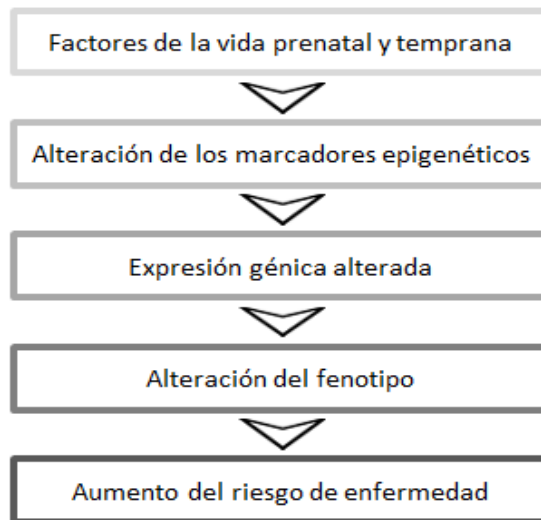 Factores de la vida prenatal y temprana
Alteración de los marcadores epigenéticos
Expresión génica alterada
Alteración del fenotipo
Aumento del riesgo de enfermedad